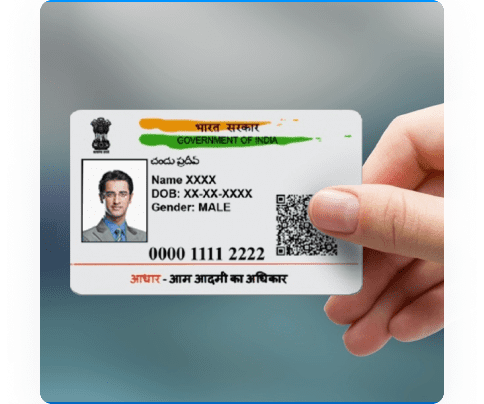 भारत सरकार
GOVERNMENT OF INDIA
చందు ప్రదీప్
Name XXXX
DOB: XX-XX-XXXX
Gender: MALE
0000 1111 2222
आधार - आम आदमी का अधिकार